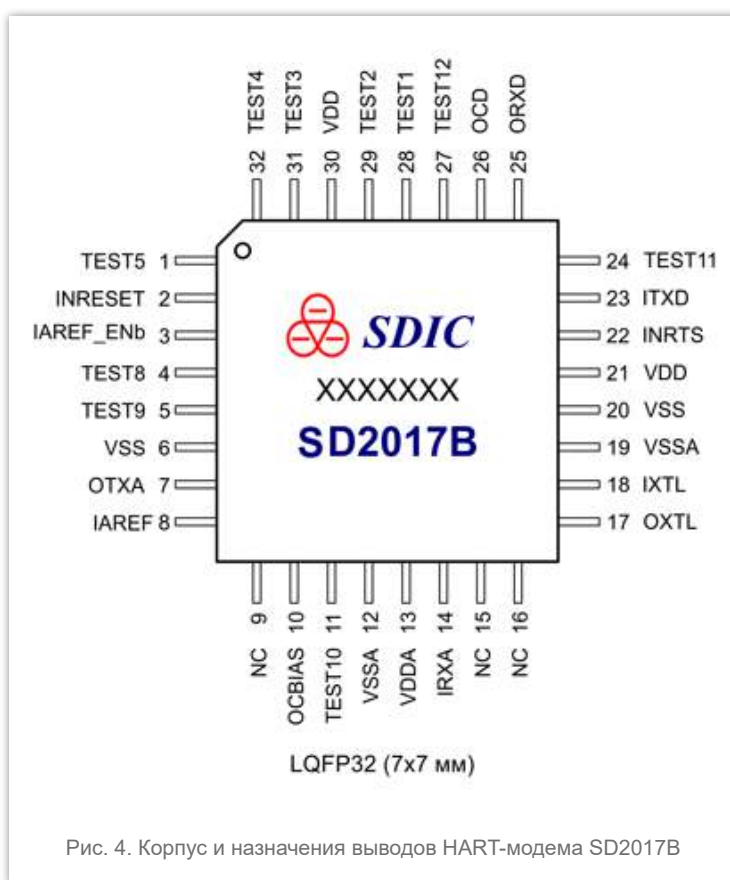 32 TEST4
31 TEST3
30 VDD
29 TEST2
28 TEST1
27 TEST12
26 OCD
25 ORXD
TEST5 1
INRESET 2
IAREF_ENb 3
TEST8 4
TEST9 5
VSS 6
OTXA 7
IAREF 8
24 TEST11
23 ITXD
22 INRTS
21 VDD
20 VSS
19 VSSA
18 IXTL
17 OXTL
SDIC
XXXXXXX
SD2017B
NC 9
OCBIAS 10
TEST10 11
VSSA 12
VDDA 13
IRXA 14
NC 15
NC 16
LQFP32 (7x7 мм)
Рис. 4. Корпус и назначения выводов HART-модема SD2017B